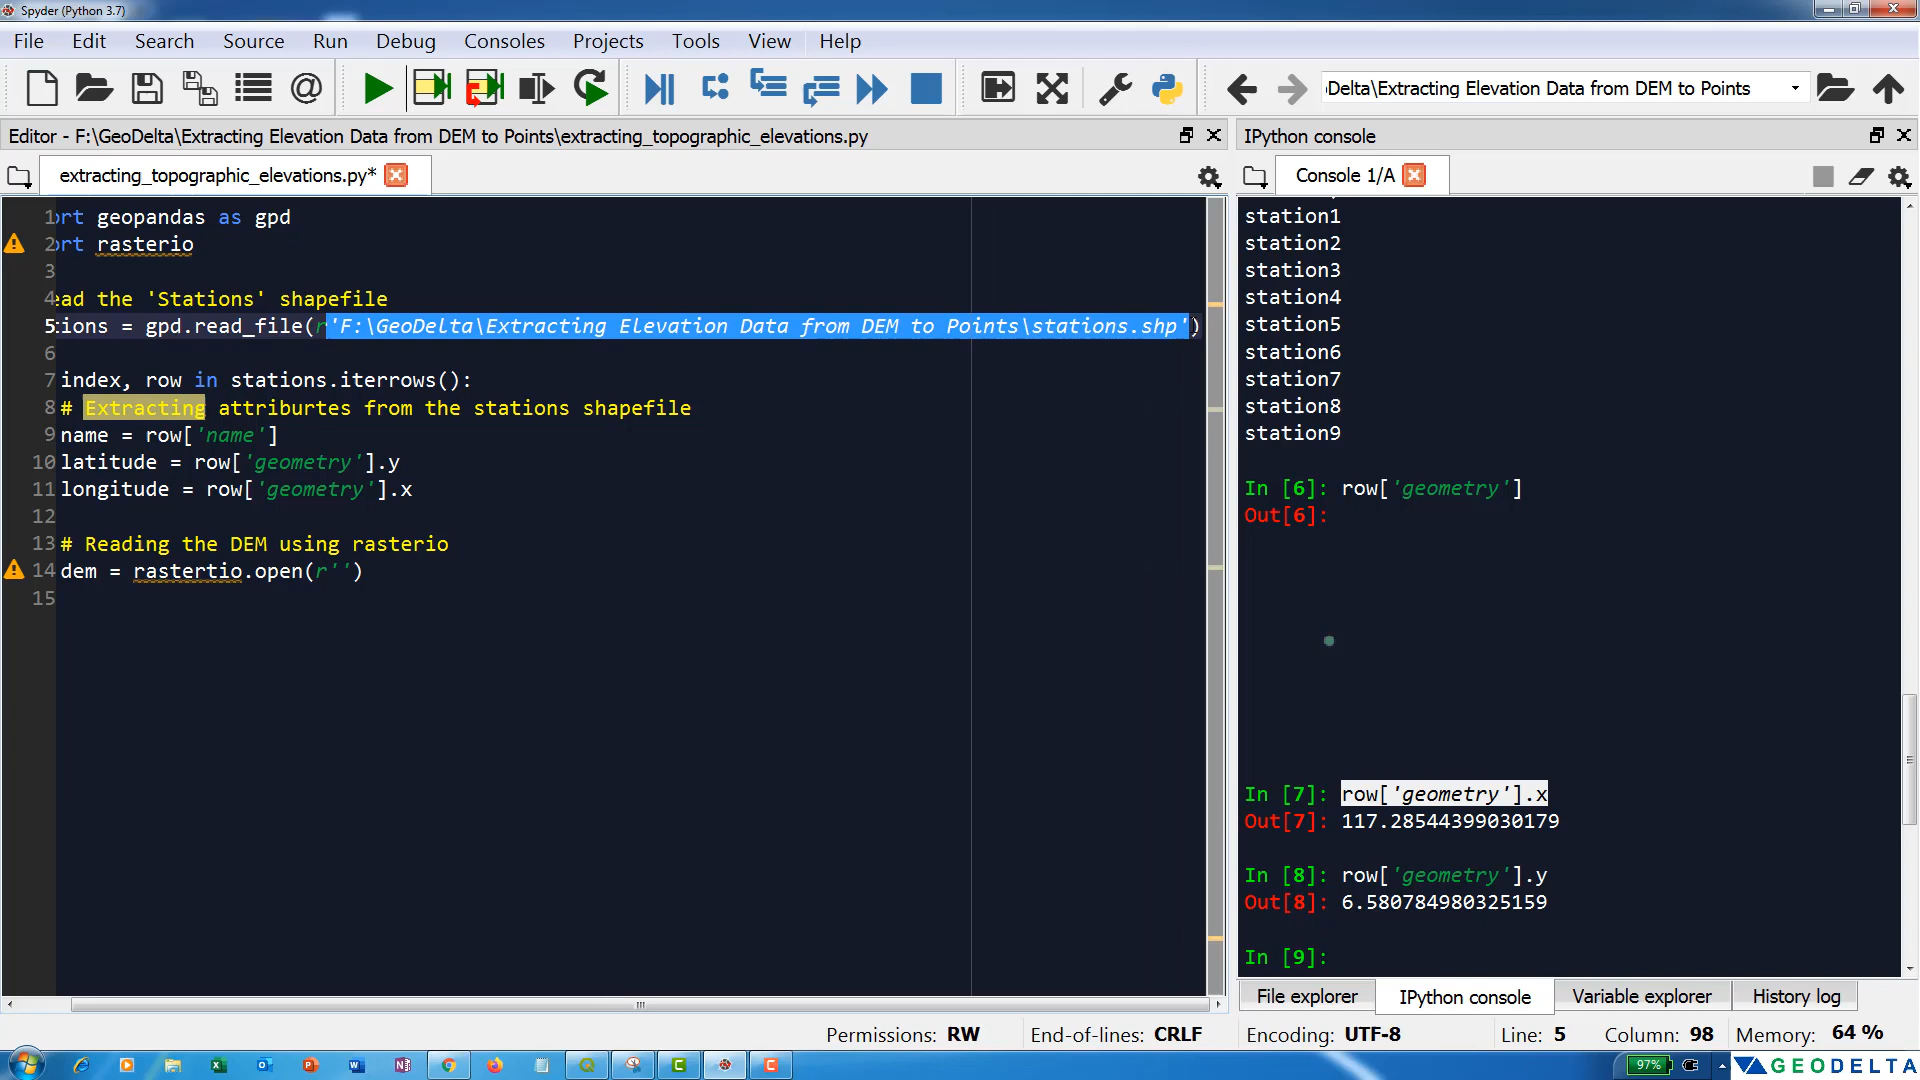 Spyder (Python 3.7)
File Edit Search Source Run Debug Consoles Projects Tools View Help
Delta\Extracting Elevation Data from DEM to Points
Editor - F:\GeoDelta\Extracting Elevation Data from DEM to Points\extracting_topographic_elevations.py
IPython console
extracting_topographic_elevations.py*
Console 1/A
1 ort geopandas as gpd
2 ort rasterio
3
4 ead the 'Stations' shapefile
5 tions = gpd.read_file(r'F:\GeoDelta\Extracting Elevation Data from DEM to Points\stations.shp')
6
7 index, row in stations.iterrows():
8 # Extracting attriburtes from the stations shapefile
9 name = row['name']
10 latitude = row['geometry'].y
11 longitude = row['geometry'].x
12
13 # Reading the DEM using rasterio
14 dem = rastertio.open(r'')
15
station1
station2
station3
station4
station5
station6
station7
station8
station9
In [6]: row['geometry']
Out[6]:
In [7]: row['geometry'].x
Out[7]: 117.28544399030179
In [8]: row['geometry'].y
Out[8]: 6.580784980325159
In [9]:
File explorer IPython console Variable explorer History log
Permissions: RW End-of-lines: CRLF Encoding: UTF-8 Line: 5 Column: 98 Memory: 64 %
97%
GEODELTA